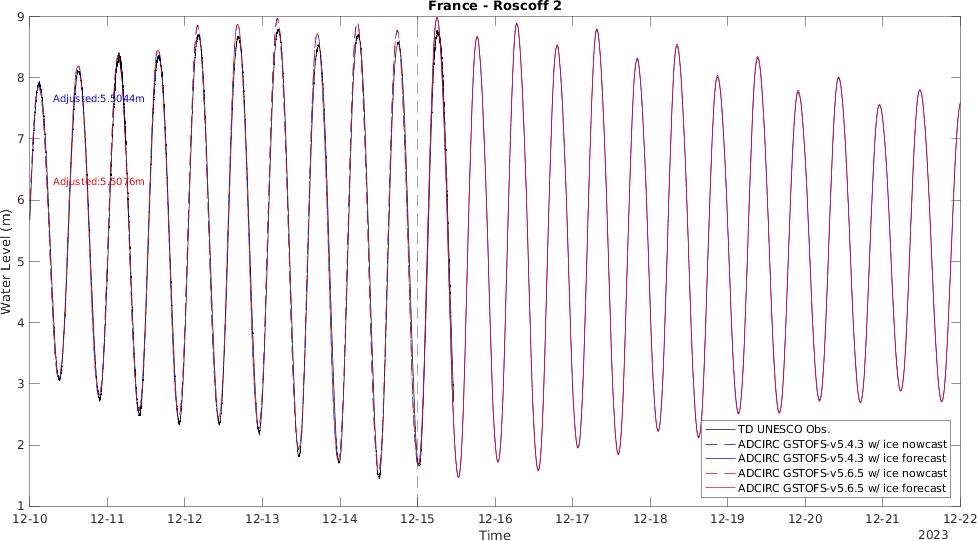 France - Roscoff 2
9
8
7
6
5
4
3
2
1
Water Level (m)
Adjusted:5.5044m
Adjusted:5.5076m
TD UNESCO Obs.
ADCIRC GSTOFS-v5.4.3 w/ ice nowcast
ADCIRC GSTOFS-v5.4.3 w/ ice forecast
ADCIRC GSTOFS-v5.6.5 w/ ice nowcast
ADCIRC GSTOFS-v5.6.5 w/ ice forecast
12-10 12-11 12-12 12-13 12-14 12-15 12-16 12-17 12-18 12-19 12-20 12-21 12-22
Time 2023